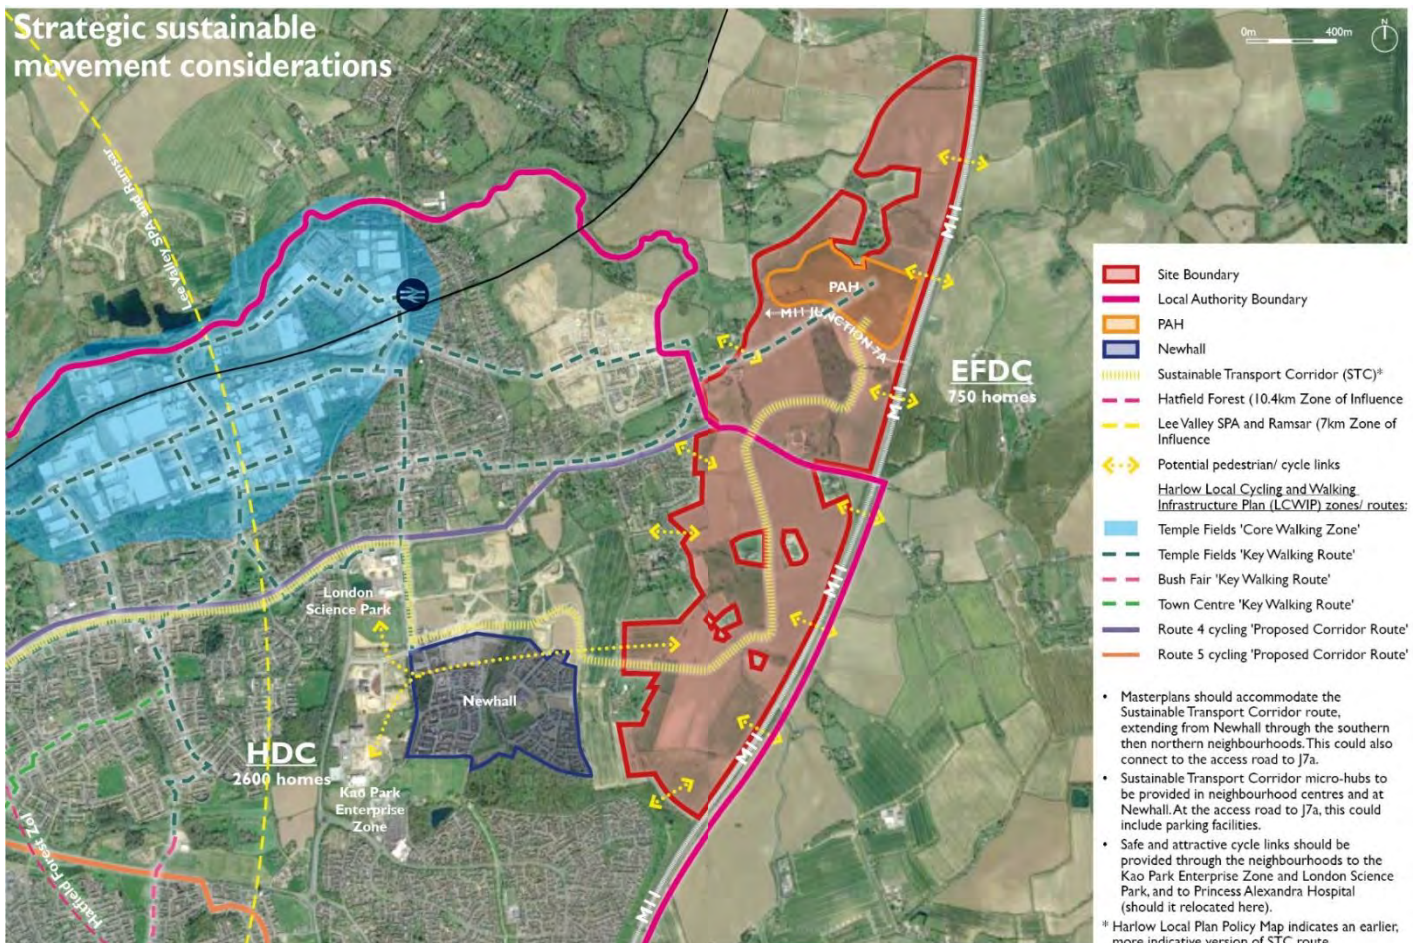 Strategic sustainable
movement considerations
0m 400m
N
Lee Valley SPA and Ramsar
M11
PAH
M11 JUNCTION 7A
EFDC
750 homes
M11
M11
London
Science Park
Newhall
HDC
2600 homes
Kao Park
Enterprise
Zone
M11
M11
Hatfield Forest ZoI
Site Boundary
Local Authority Boundary
PAH
Newhall
Sustainable Transport Corridor (STC)*
Hatfield Forest (10.4km Zone of Influence
Lee Valley SPA and Ramsar (7km Zone of
Influence
Potential pedestrian/ cycle links
Harlow Local Cycling and Walking
Infrastructure Plan (LCWIP) zones/ routes:
Temple Fields 'Core Walking Zone'
Temple Fields 'Key Walking Route'
Bush Fair 'Key Walking Route'
Town Centre 'Key Walking Route'
Route 4 cycling 'Proposed Corridor Route'
Route 5 cycling 'Proposed Corridor Route'
• Masterplans should accommodate the
Sustainable Transport Corridor route,
extending from Newhall through the southern
then northern neighbourhoods. This could also
connect to the access road to J7a.
• Sustainable Transport Corridor micro-hubs to
be provided in neighbourhood centres and at
Newhall. At the access road to J7a, this could
include parking facilities.
• Safe and attractive cycle links should be
provided through the neighbourhoods to the
Kao Park Enterprise Zone and London Science
Park, and to Princess Alexandra Hospital
(should it relocated here).
* Harlow Local Plan Policy Map indicates an earlier,
more indicative version of STC route